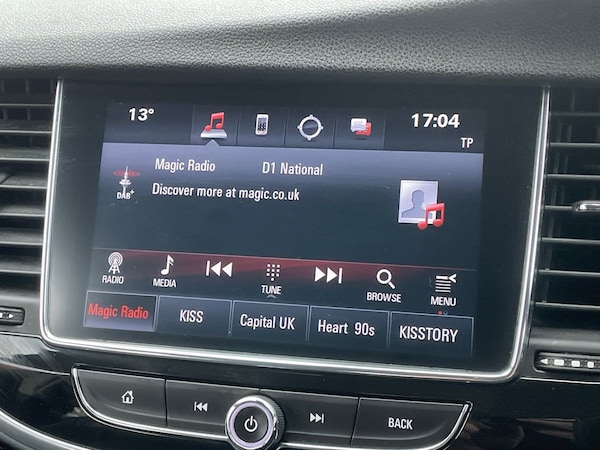 13° 17:04
TP
Magic Radio D1 National
DAB+ Discover more at magic.co.uk
RADIO MEDIA TUNE BROWSE MENU
Magic Radio KISS Capital UK Heart 90s KISSTORY
BACK